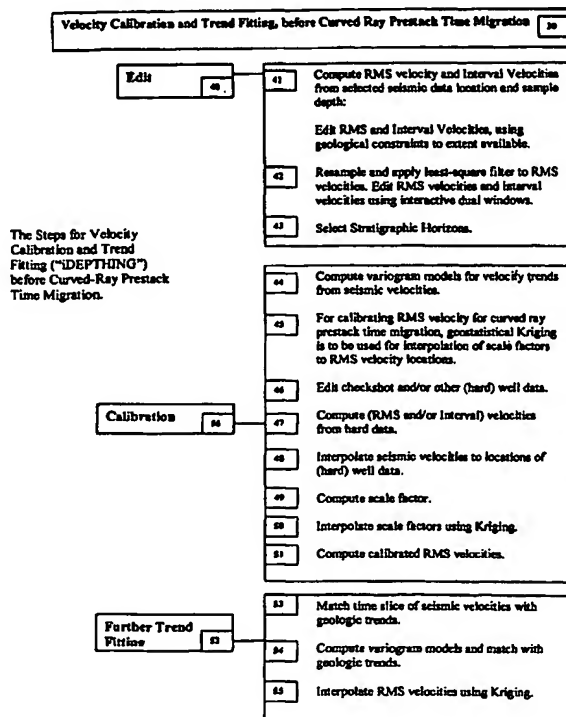 Velocity Calibration and Trend Fitting, before Curved Ray Prestack Time Migration 30
Edit 40
41 Compute RMS velocity and Interval Velocities
from selected seismic data location and sample
depth:
Edit RMS and Interval Velocities, using
geological constraints to extent available.
42 Resample and apply least-square filter to RMS
velocities. Edit RMS velocities and interval
velocities using interactive dual windows.
43 Select Stratigraphic Horizons.
The Steps for Velocity
Calibration and Trend
Fitting ("iDEPTHING")
before Curved-Ray Prestack
Time Migration.
44 Compute variogram models for velocify trends
from seismic velocities.
45 For calibrating RMS velocity for curved ray
prestack time migration, geostatistical Kriging
is to be used for interpolation of scale factors
to RMS velocity locations.
46 Edit checkshot and/or other (hard) well data.
Calibration
47 Compute (RMS and/or Interval) velocities
from hard data.
48 Interpolate seismic velocities to locations of
(hard) well data.
49 Compute scale factor.
50 Interpolate scale factors using Kriging.
51 Compute calibrated RMS velocities.
Further Trend
Fitting 52
53 Match time slice of seismic velocities with
geologic trends.
54 Compute variogram models and match with
geologic trends.
55 Interpolate RMS velocities using Kriging.